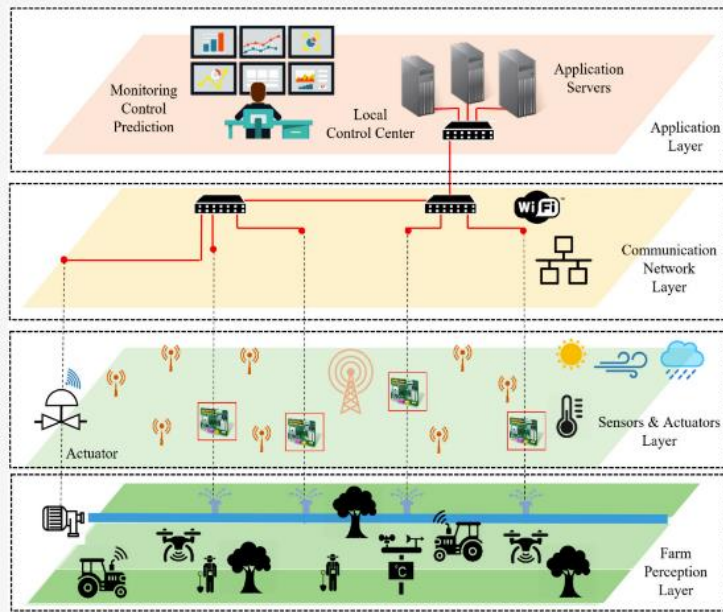 Monitoring
Control
Prediction
Local
Control Center
Application
Servers
Application
Layer
WiFi
Communication
Network
Layer
Actuator
Sensors & Actuators
Layer
°C
Farm
Perception
Layer